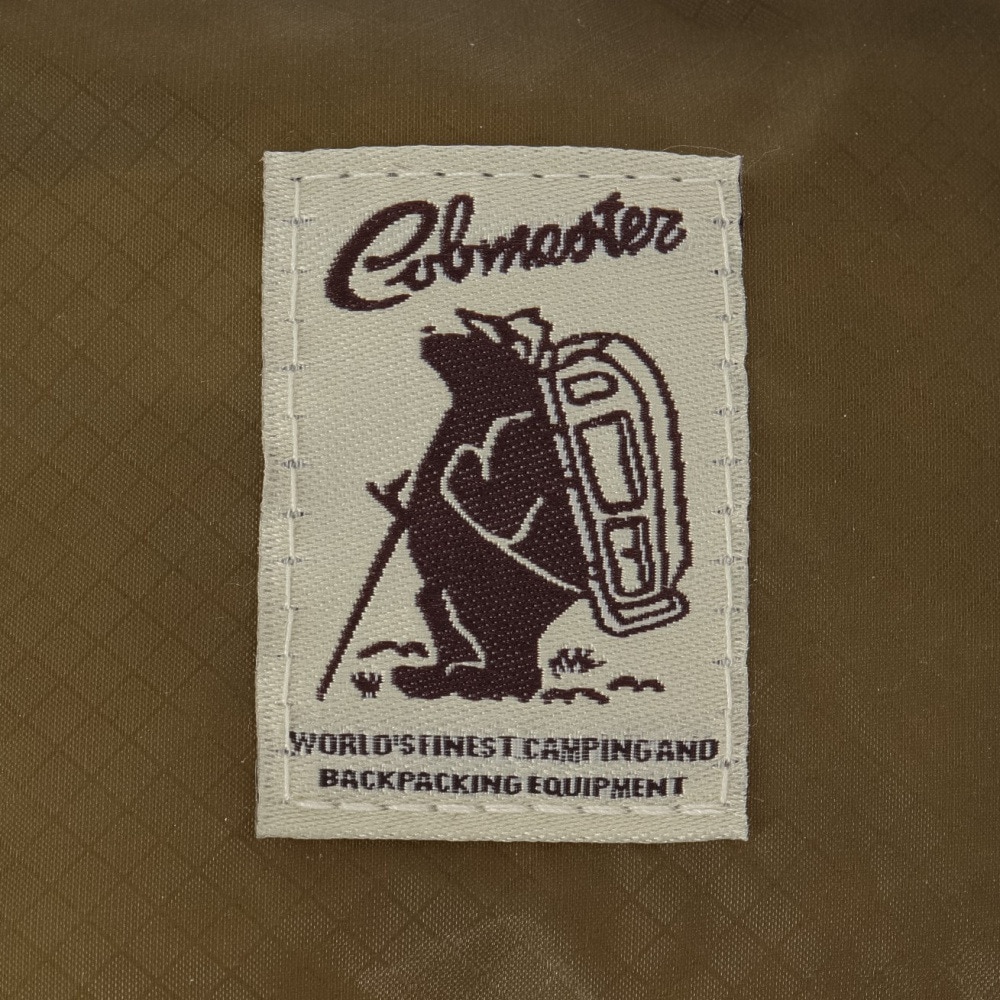 Cobmaster
WORLD'S FINEST CAMPING AND
BACKPACKING EQUIPMENT